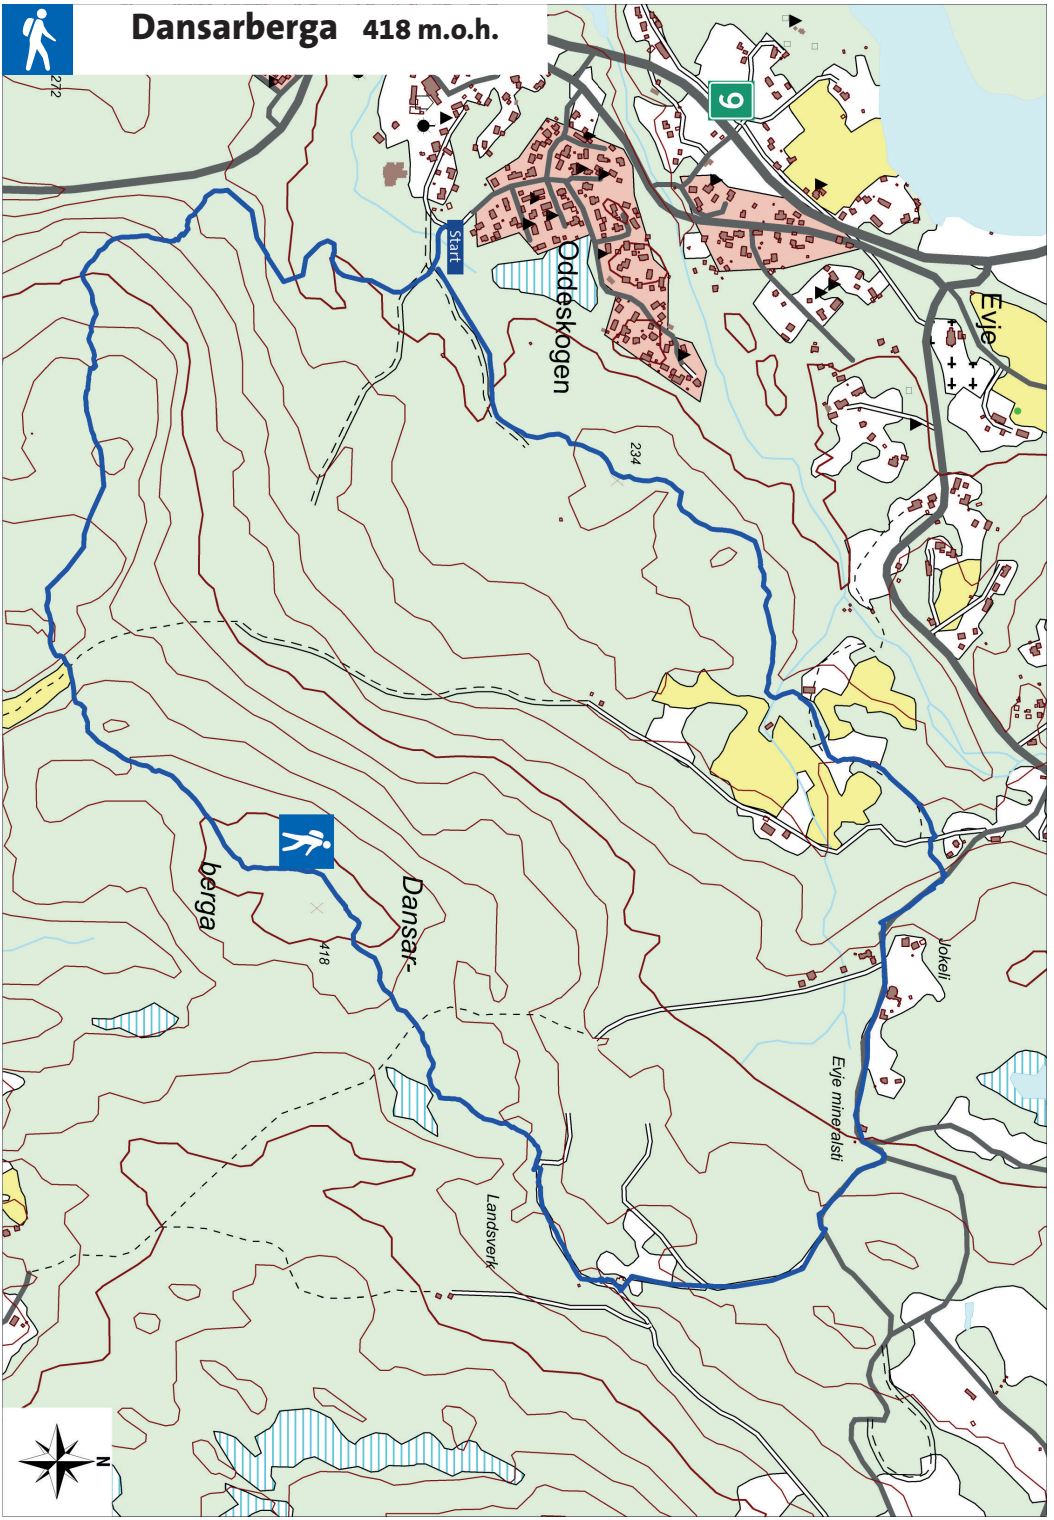 Dansarberga 418 m.o.h.
272
9
Start
Oddeskogen
Evje
234
Dansar-
berga
418
Jokeli
Evje mineralsti
Landsverk
N